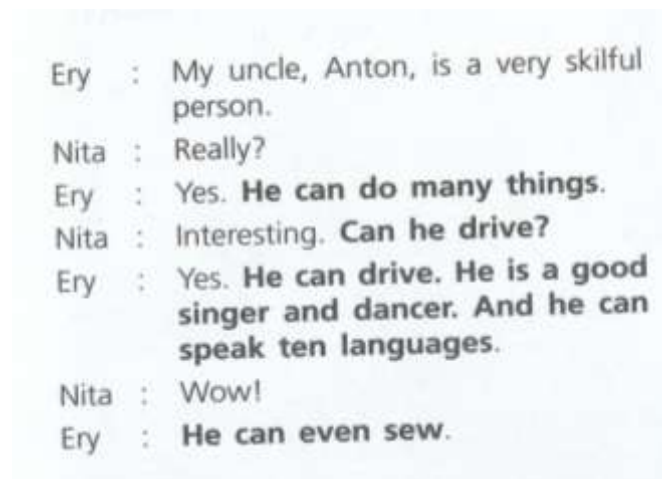 Ery : My uncle, Anton, is a very skilful
person.
Nita : Really?
Ery : Yes. He can do many things.
Nita : Interesting. Can he drive?
Ery : Yes. He can drive. He is a good
singer and dancer. And he can
speak ten languages.
Nita : Wow!
Ery : He can even sew.